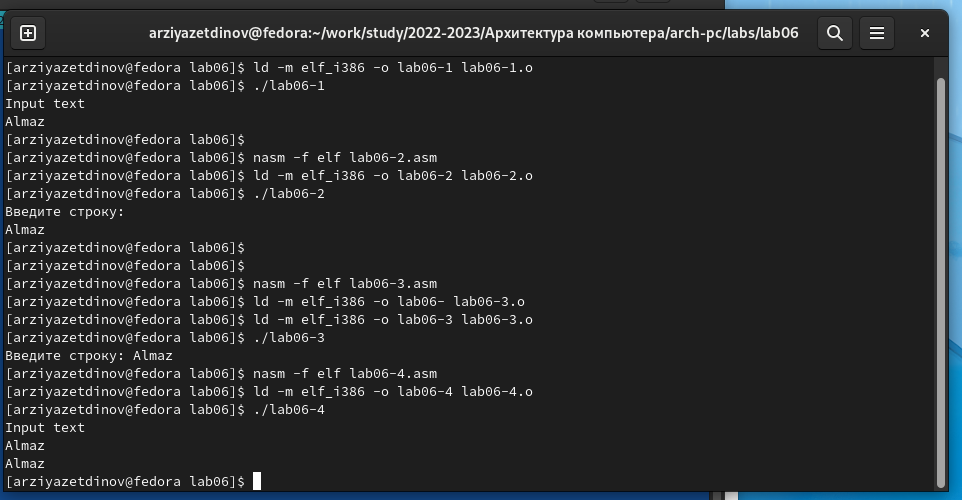 arziyazetdinov@fedora:~/work/study/2022-2023/Архитектура компьютера/arch-pc/labs/lab06
[arziyazetdinov@fedora lab06]$ ld -m elf_i386 -o lab06-1 lab06-1.o
[arziyazetdinov@fedora lab06]$ ./lab06-1
Input text
Almaz
[arziyazetdinov@fedora lab06]$
[arziyazetdinov@fedora lab06]$ nasm -f elf lab06-2.asm
[arziyazetdinov@fedora lab06]$ ld -m elf_i386 -o lab06-2 lab06-2.o
[arziyazetdinov@fedora lab06]$ ./lab06-2
Введите строку:
Almaz
[arziyazetdinov@fedora lab06]$
[arziyazetdinov@fedora lab06]$
[arziyazetdinov@fedora lab06]$ nasm -f elf lab06-3.asm
[arziyazetdinov@fedora lab06]$ ld -m elf_i386 -o lab06- lab06-3.o
[arziyazetdinov@fedora lab06]$ ld -m elf_i386 -o lab06-3 lab06-3.o
[arziyazetdinov@fedora lab06]$ ./lab06-3
Введите строку: Almaz
[arziyazetdinov@fedora lab06]$ nasm -f elf lab06-4.asm
[arziyazetdinov@fedora lab06]$ ld -m elf_i386 -o lab06-4 lab06-4.o
[arziyazetdinov@fedora lab06]$ ./lab06-4
Input text
Almaz
Almaz
[arziyazetdinov@fedora lab06]$